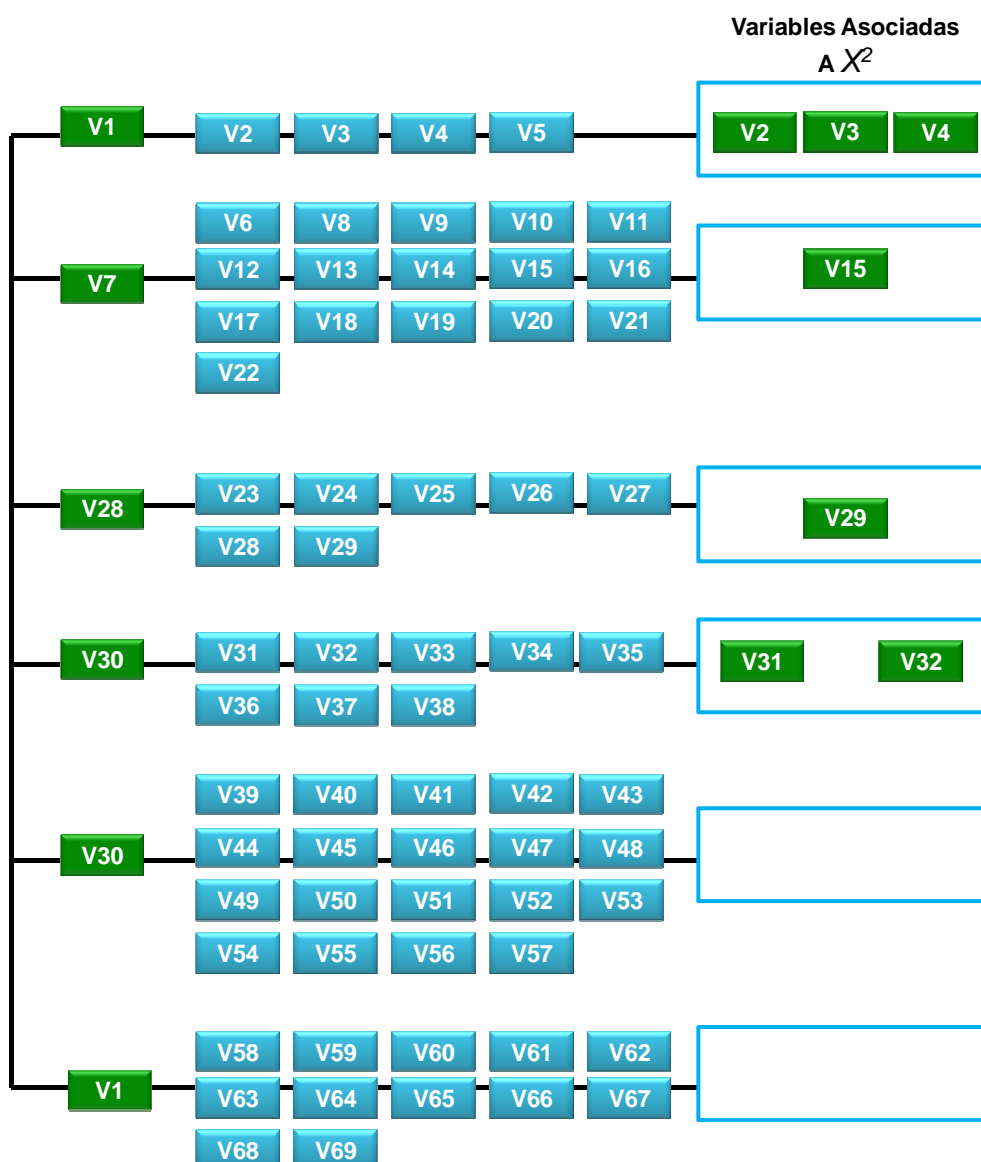 Variables Asociadas
A X²
V1 V2 V3 V4 V5 V2 V3 V4
V6 V8 V9 V10 V11
V7 V12 V13 V14 V15 V16 V15
V17 V18 V19 V20 V21
V22
V28 V23 V24 V25 V26 V27 V29
V28 V29
V30 V31 V32 V33 V34 V35 V31 V32
V36 V37 V38
V39 V40 V41 V42 V43
V30 V44 V45 V46 V47 V48
V49 V50 V51 V52 V53
V54 V55 V56 V57
V58 V59 V60 V61 V62
V1 V63 V64 V65 V66 V67
V68 V69